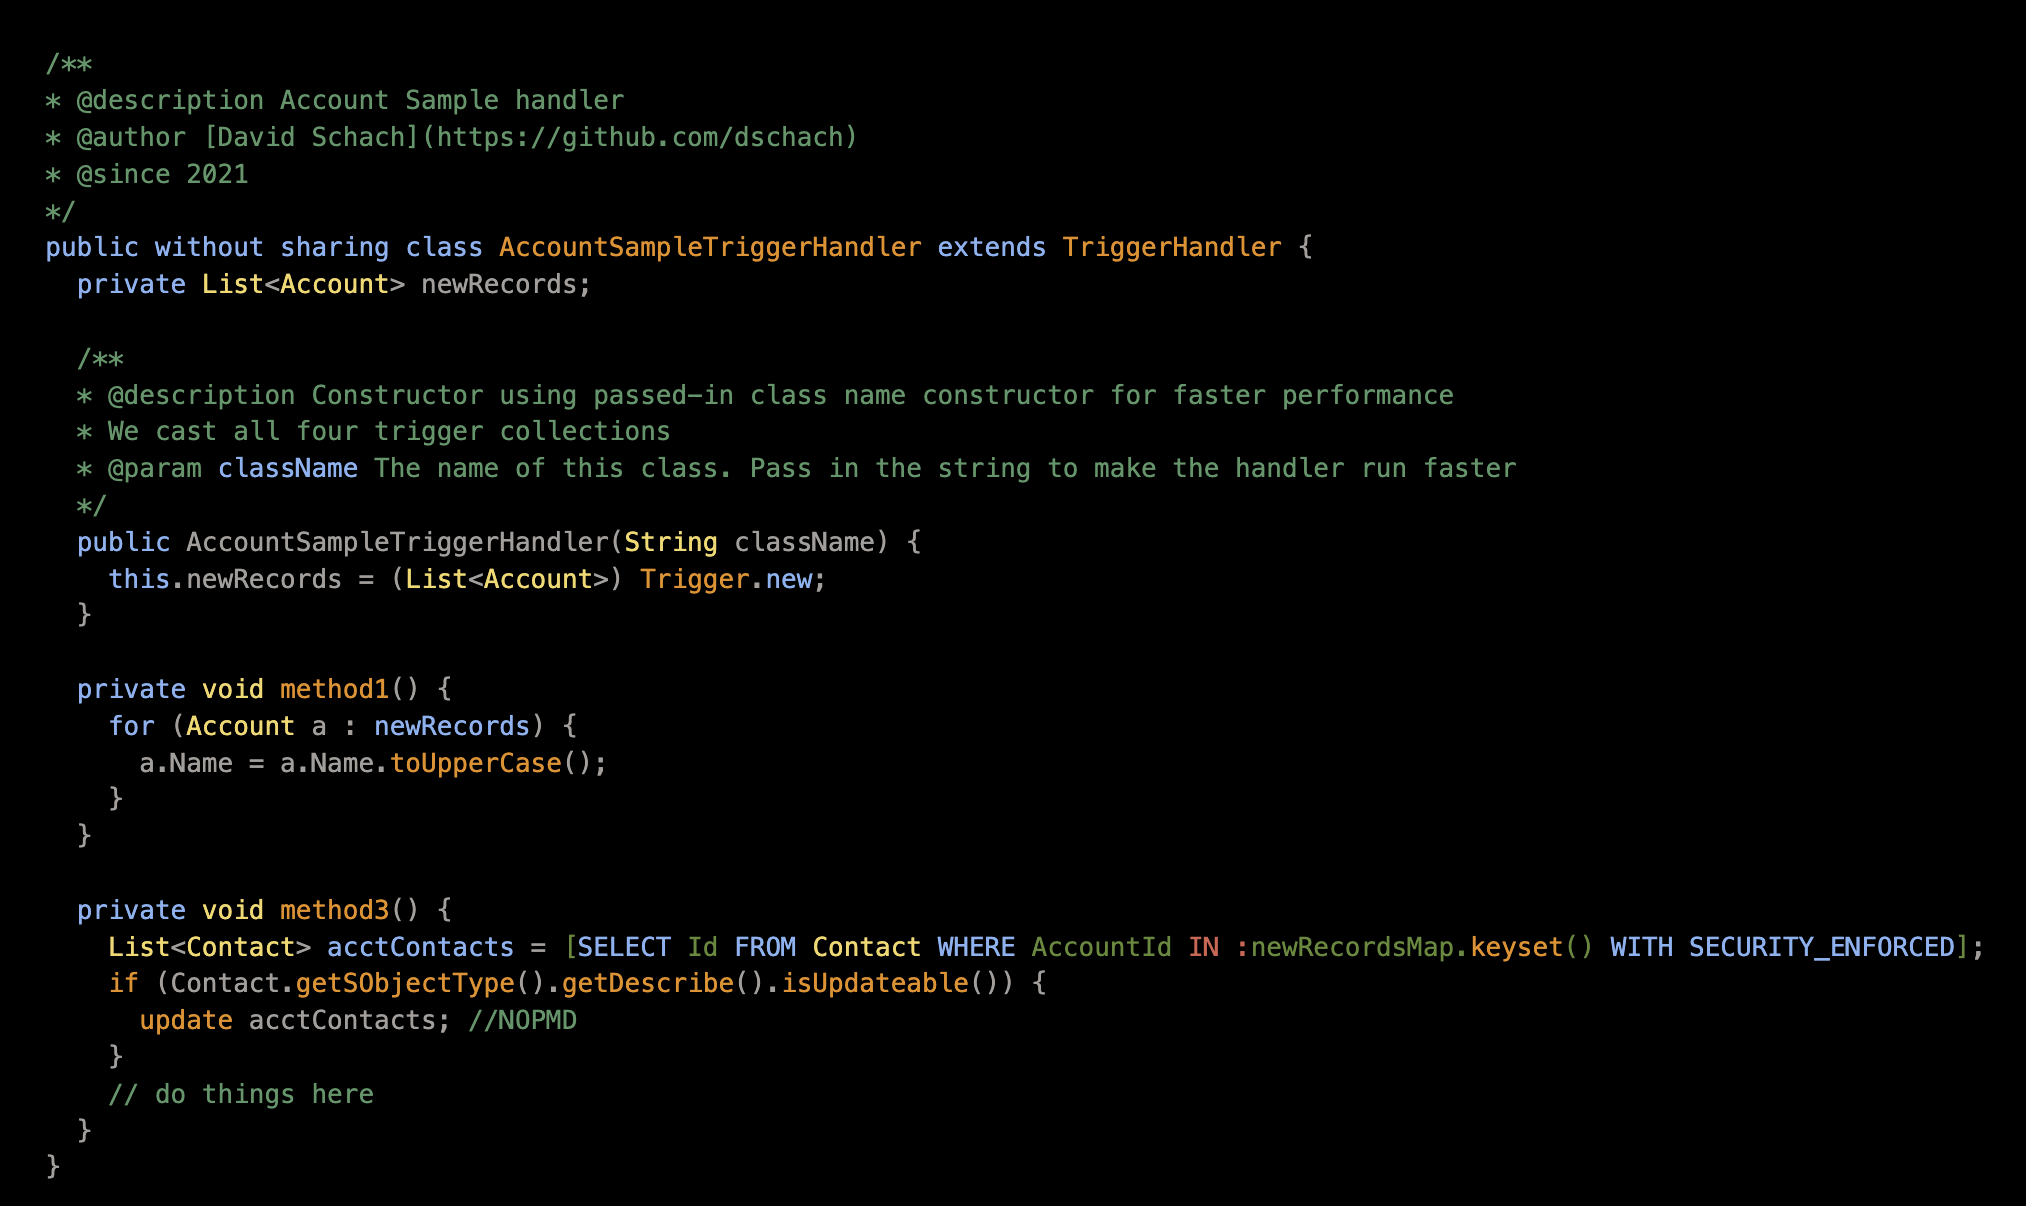 /**
* @description Account Sample handler
* @author [David Schach](https://github.com/dschach)
* @since 2021
*/
public without sharing class AccountSampleTriggerHandler extends TriggerHandler {
  private List<Account> newRecords;

  /**
  * @description Constructor using passed-in class name constructor for faster performance
  * We cast all four trigger collections
  * @param className The name of this class. Pass in the string to make the handler run faster
  */
  public AccountSampleTriggerHandler(String className) {
    this.newRecords = (List<Account>) Trigger.new;
  }

  private void method1() {
    for (Account a : newRecords) {
      a.Name = a.Name.toUpperCase();
    }
  }

  private void method3() {
    List<Contact> acctContacts = [SELECT Id FROM Contact WHERE AccountId IN :newRecordsMap.keyset() WITH SECURITY_ENFORCED];
    if (Contact.getSObjectType().getDescribe().isUpdateable()) {
      update acctContacts; //NOPMD
    }
    // do things here
  }
}